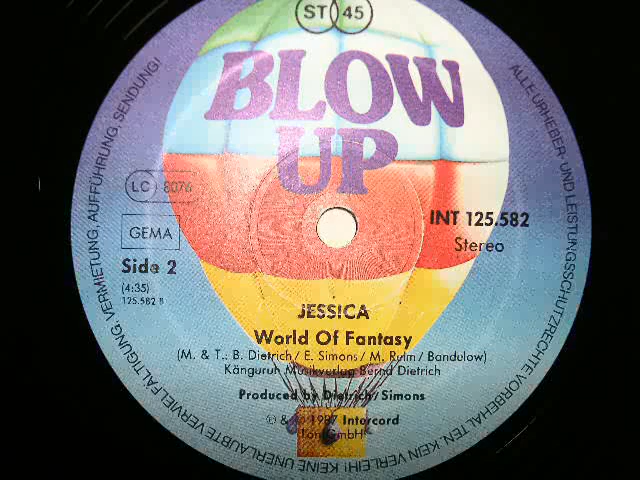 ST 45
BLOW
UP
LC 8076
GEMA
INT 125.582
Stereo
Side 2
(4:35)
125.582 B
JESSICA
World Of Fantasy
(M. & T.: B. Dietrich / E. Simons / M. Rulm / Bandulow)
Känguruh Musikverlag Bernd Dietrich
Produced by Dietrich/Simons
1987 Intercord
Ton GmbH
ALLE URHEBER- UND LEISTUNGSSCHUTZRECHTE VORBEHALTEN. KEIN VERLEIH! KEINE UNERLAUBTE VERVIELFÄLTIGUNG, VERMIETUNG, AUFFÜHRUNG, SENDUNG!